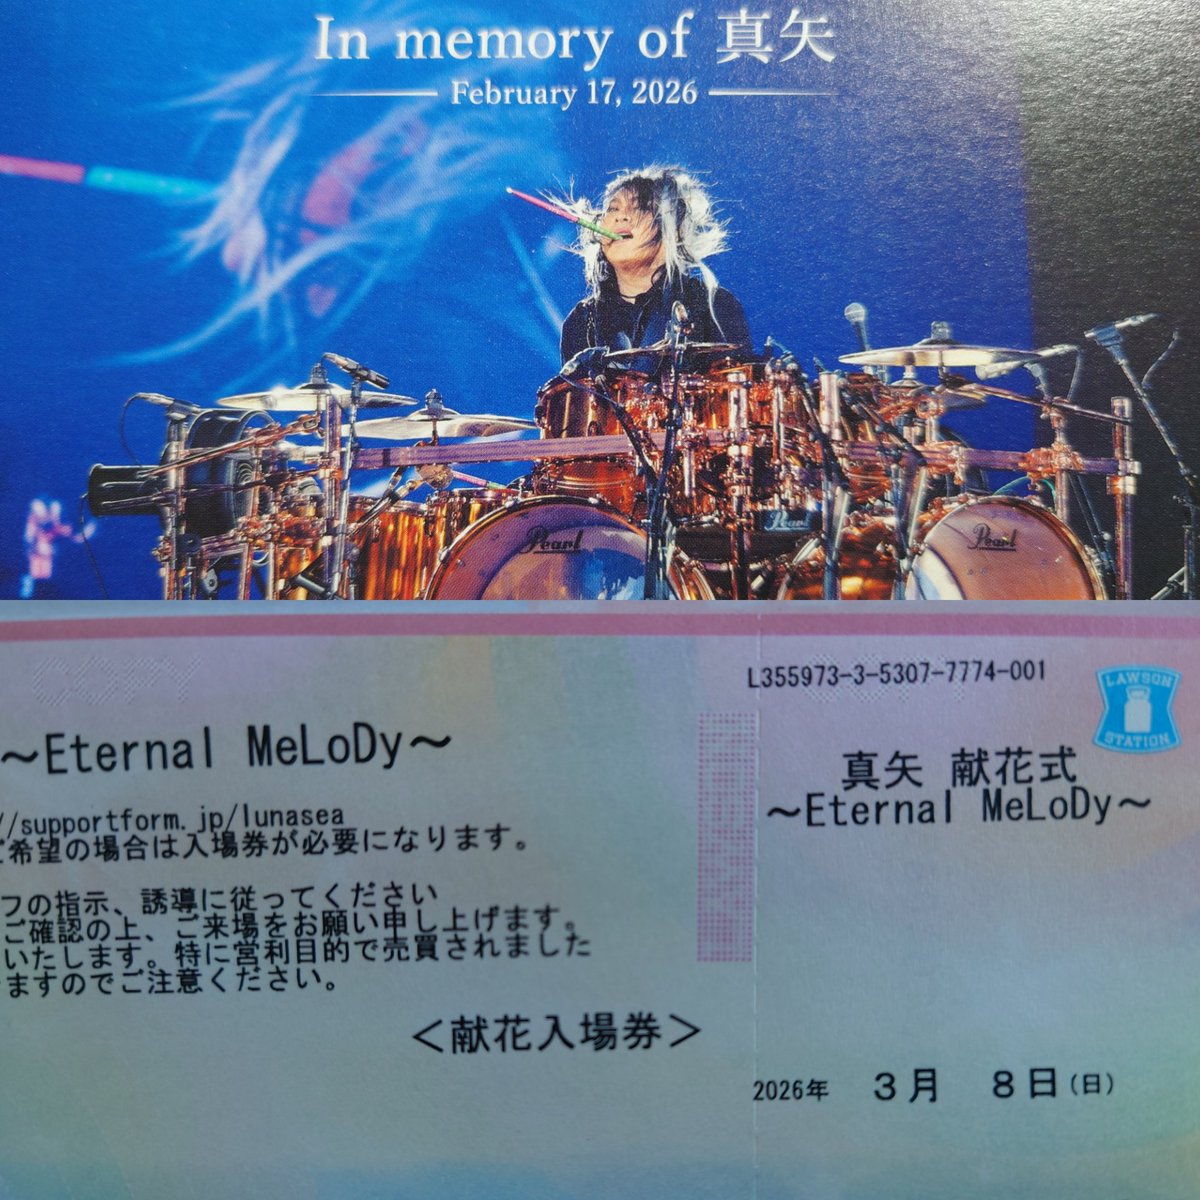 In memory of 真矢
February 17, 2026
Pearl
Pearl
Pearl
COPY
～Eternal MeLoDy～
//supportform.jp/lunasea
ご希望の場合は入場券が必要になります。
フの指示、誘導に従ってください
ご確認の上、ご来場をお願い申し上げます。
いたします。特に営利目的で売買されました
ますのでご注意ください。
＜献花入場券＞
L355973-3-5307-7774-001
LAWSON
STATION
真矢 献花式
～Eternal MeLoDy～
2026年 3月 8日(日)